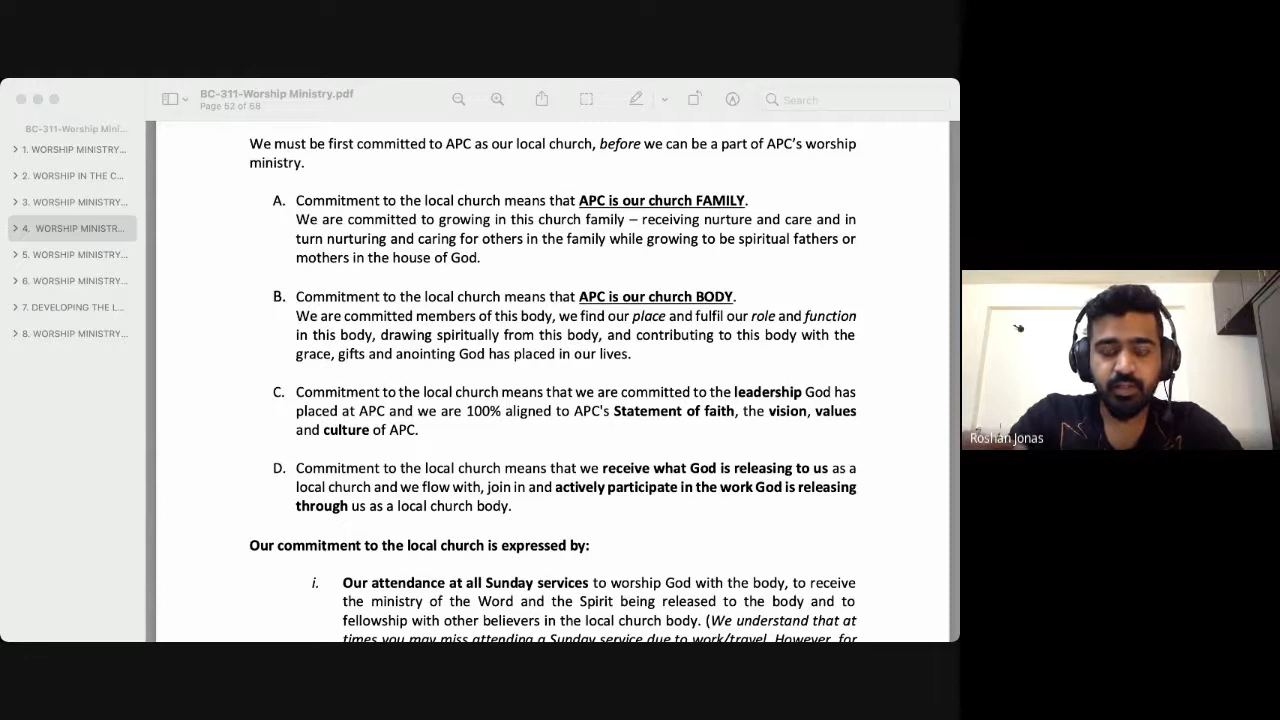 BC-311-Worship Ministry.pdf
Page 52 of 68
Search
BC-311-Worship Mini...
1. WORSHIP MINISTRY...
2. WORSHIP IN THE C...
3. WORSHIP MINISTRY...
4. WORSHIP MINISTR...
5. WORSHIP MINISTRY...
6. WORSHIP MINISTRY...
7. DEVELOPING THE L...
8. WORSHIP MINISTRY...
We must be first committed to APC as our local church, before we can be a part of APC's worship
ministry.
A. Commitment to the local church means that APC is our church FAMILY.
We are committed to growing in this church family – receiving nurture and care and in
turn nurturing and caring for others in the family while growing to be spiritual fathers or
mothers in the house of God.
B. Commitment to the local church means that APC is our church BODY.
We are committed members of this body, we find our place and fulfil our role and function
in this body, drawing spiritually from this body, and contributing to this body with the
grace, gifts and anointing God has placed in our lives.
C. Commitment to the local church means that we are committed to the leadership God has
placed at APC and we are 100% aligned to APC's Statement of faith, the vision, values
and culture of APC.
D. Commitment to the local church means that we receive what God is releasing to us as a
local church and we flow with, join in and actively participate in the work God is releasing
through us as a local church body.
Our commitment to the local church is expressed by:
i. Our attendance at all Sunday services to worship God with the body, to receive
the ministry of the Word and the Spirit being released to the body and to
fellowship with other believers in the local church body. (We understand that at
times you may miss attending a Sunday service due to work/travel. However, for
Roshan Jonas